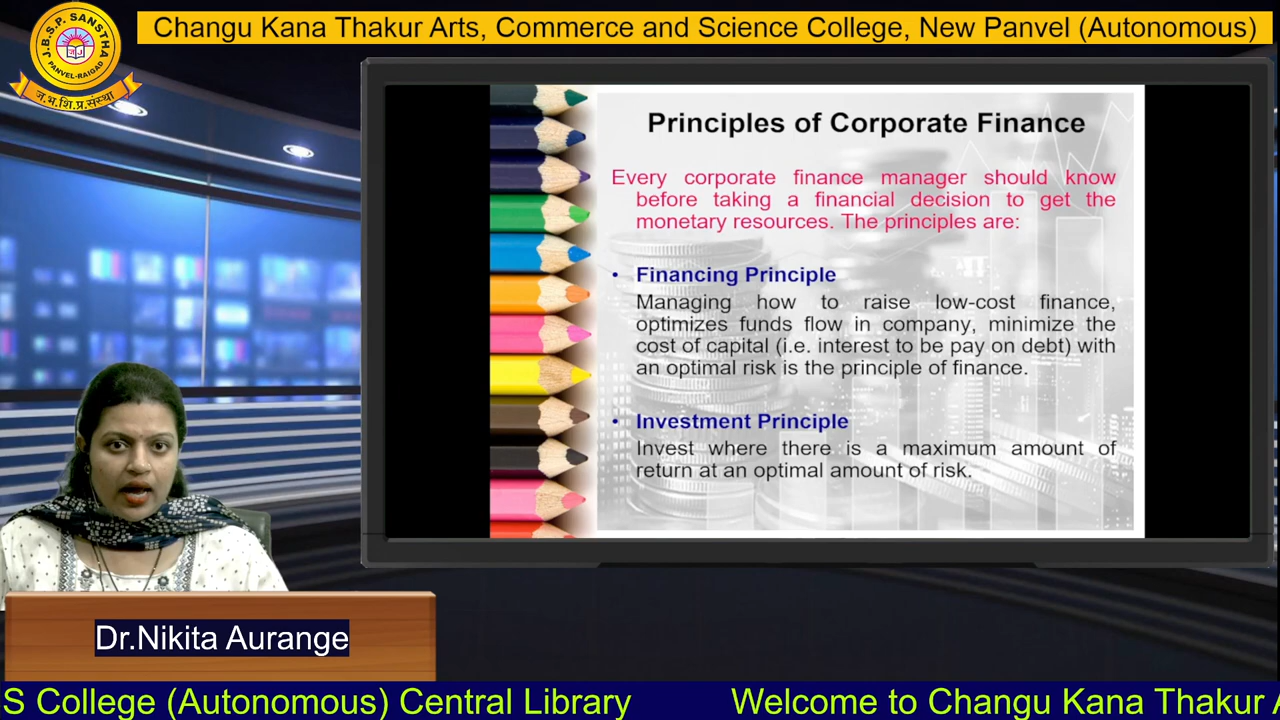 Changu Kana Thakur Arts, Commerce and Science College, New Panvel (Autonomous)
J.B.S.P. SANSTHA
PANVEL-RAIGAD
ज.भ.शि.प्र.संस्था
Principles of Corporate Finance
Every corporate finance manager should know
before taking a financial decision to get the
monetary resources. The principles are:
• Financing Principle
Managing how to raise low-cost finance,
optimizes funds flow in company, minimize the
cost of capital (i.e. interest to be pay on debt) with
an optimal risk is the principle of finance.
• Investment Principle
Invest where there is a maximum amount of
return at an optimal amount of risk.
Dr.Nikita Aurange
S College (Autonomous) Central Library Welcome to Changu Kana Thakur